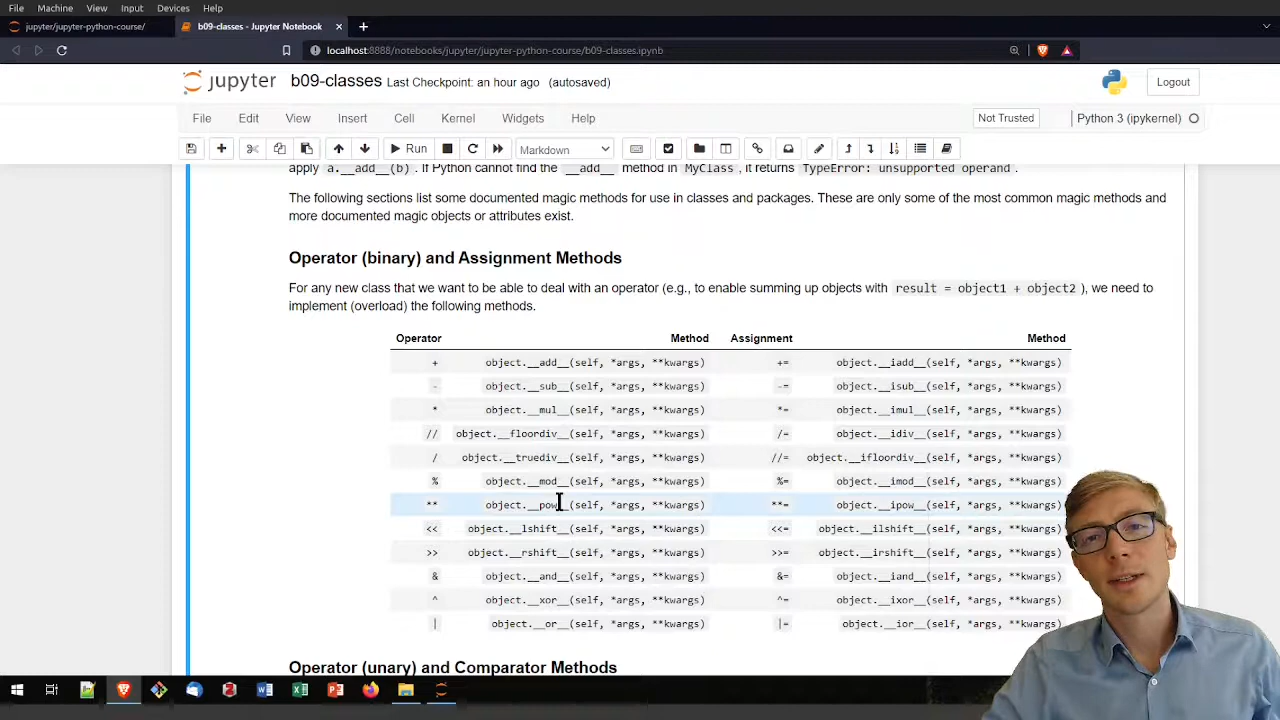 File Machine View Input Devices Help
jupyter/jupyter-python-course/ b09-classes - Jupyter Notebook
localhost:8888/notebooks/jupyter/jupyter-python-course/b09-classes.ipynb
jupyter b09-classes Last Checkpoint: an hour ago (autosaved) Logout
File Edit View Insert Cell Kernel Widgets Help Not Trusted Python 3 (ipykernel)
Run Markdown
apply a.__add__(b) . If Python cannot find the __add__ method in MyClass, it returns TypeError: unsupported operand .
The following sections list some documented magic methods for use in classes and packages. These are only some of the most common magic methods and
more documented magic objects or attributes exist.
Operator (binary) and Assignment Methods
For any new class that we want to be able to deal with an operator (e.g., to enable summing up objects with result = object1 + object2 ), we need to
implement (overload) the following methods.
Operator Method Assignment Method
+ object.__add__(self, *args, **kwargs) += object.__iadd__(self, *args, **kwargs)
- object.__sub__(self, *args, **kwargs) -= object.__isub__(self, *args, **kwargs)
* object.__mul__(self, *args, **kwargs) *= object.__imul__(self, *args, **kwargs)
// object.__floordiv__(self, *args, **kwargs) /= object.__idiv__(self, *args, **kwargs)
/ object.__truediv__(self, *args, **kwargs) //= object.__ifloordiv__(self, *args, **kwargs)
% object.__mod__(self, *args, **kwargs) %= object.__imod__(self, *args, **kwargs)
** object.__pow__(self, *args, **kwargs) **= object.__ipow__(self, *args, **kwargs)
<< object.__lshift__(self, *args, **kwargs) <<= object.__ilshift__(self, *args, **kwargs)
>> object.__rshift__(self, *args, **kwargs) >>= object.__irshift__(self, *args, **kwargs)
& object.__and__(self, *args, **kwargs) &= object.__iand__(self, *args, **kwargs)
^ object.__xor__(self, *args, **kwargs) ^= object.__ixor__(self, *args, **kwargs)
| object.__or__(self, *args, **kwargs) |= object.__ior__(self, *args, **kwargs)
Operator (unary) and Comparator Methods